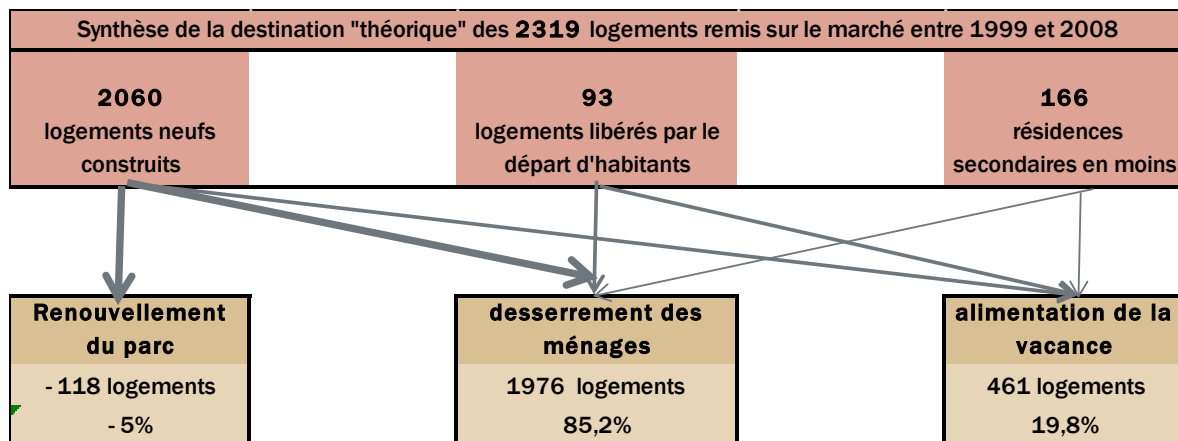 Synthèse de la destination "théorique" des 2319 logements remis sur le marché entre 1999 et 2008
2060
logements neufs
construits
93
logements libérés par le
départ d'habitants
166
résidences
secondaires en moins
Renouvellement
du parc
- 118 logements
- 5%
desserrement des
ménages
1976 logements
85,2%
alimentation de la
vacance
461 logements
19,8%